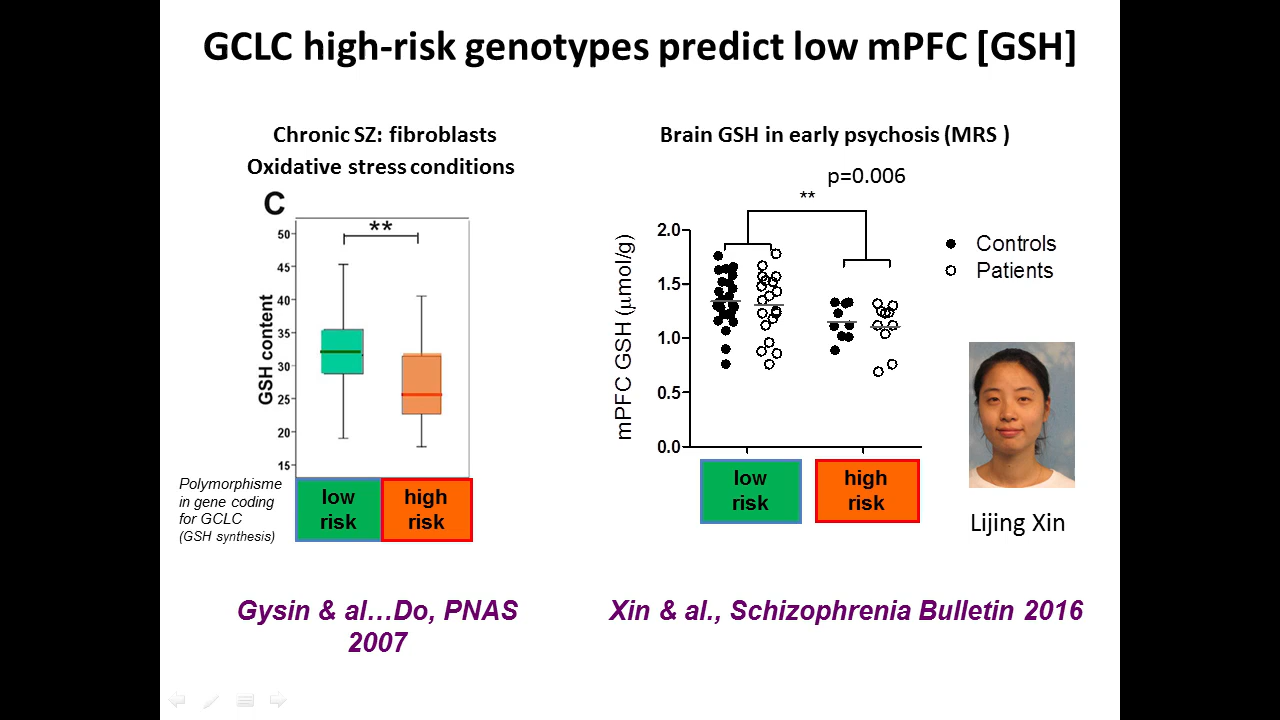 GCLC high-risk genotypes predict low mPFC [GSH]
Chronic SZ: fibroblasts
Oxidative stress conditions
C
**
50
45
40
35
30
25
20
15
GSH content
Polymorphisme
in gene coding
for GCLC
(GSH synthesis)
low
risk
high
risk
Gysin & al…Do, PNAS
2007
Brain GSH in early psychosis (MRS )
p=0.006
**
2.0
1.5
1.0
0.5
0.0
mPFC GSH (μmol/g)
Controls
Patients
low
risk
high
risk
Lijing Xin
Xin & al., Schizophrenia Bulletin 2016